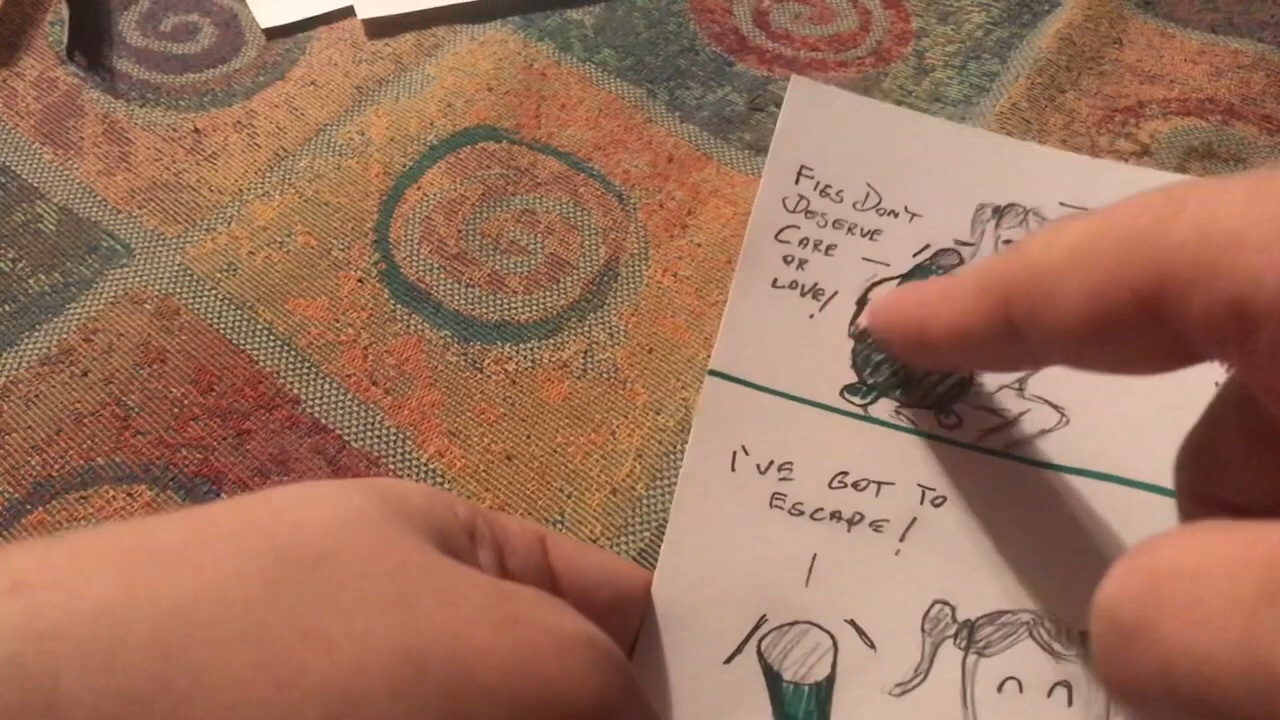 FIGS DON'T
DESERVE
CARE
OR
LOVE!
I'VE GOT TO
ESCAPE!